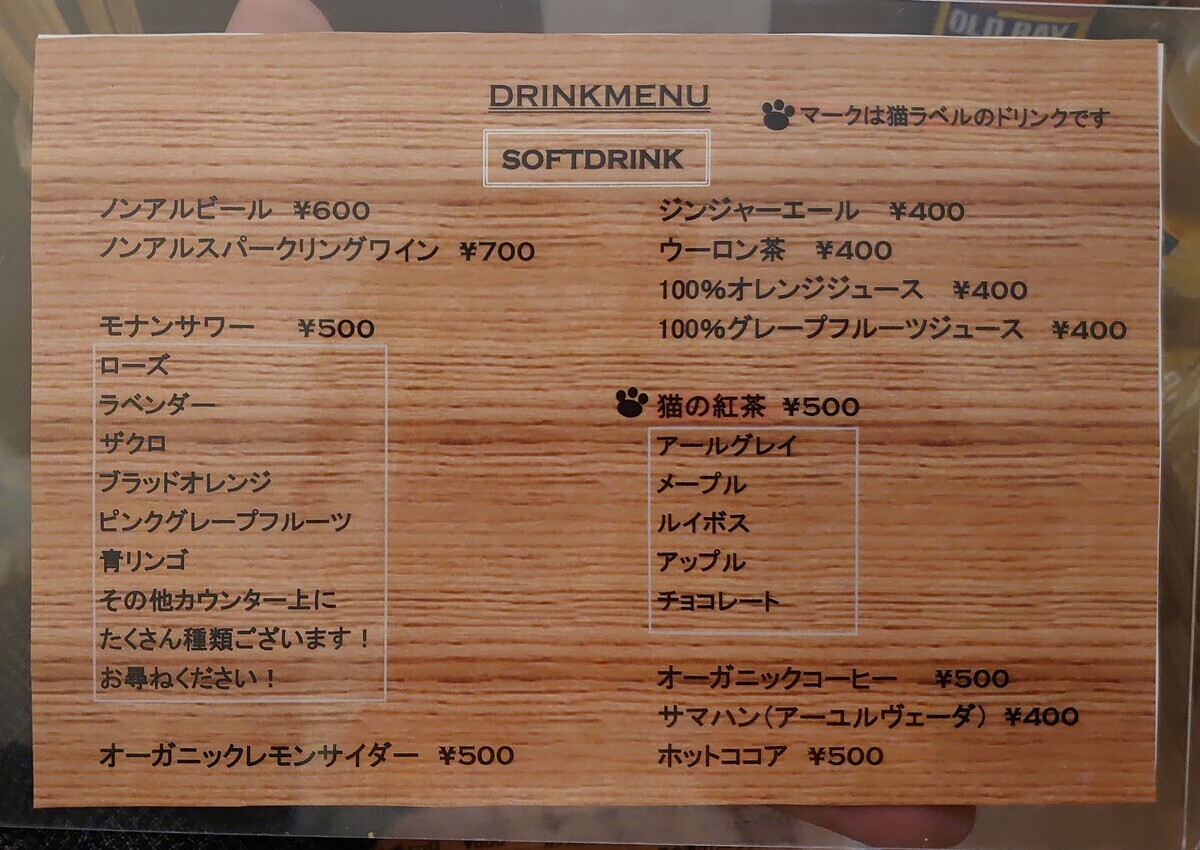 OLD BAY
DRINKMENU
マークは猫ラベルのドリンクです
SOFTDRINK
ノンアルビール ¥600
ノンアルスパークリングワイン ¥700
モナンサワー ¥500
ローズ
ラベンダー
ザクロ
ブラッドオレンジ
ピンクグレープフルーツ
青リンゴ
その他カウンター上に
たくさん種類ございます！
お尋ねください！
オーガニックレモンサイダー ¥500
ジンジャーエール ¥400
ウーロン茶 ¥400
100%オレンジジュース ¥400
100%グレープフルーツジュース ¥400
猫の紅茶 ¥500
アールグレイ
メープル
ルイボス
アップル
チョコレート
オーガニックコーヒー ¥500
サマハン（アーユルヴェーダ） ¥400
ホットココア ¥500